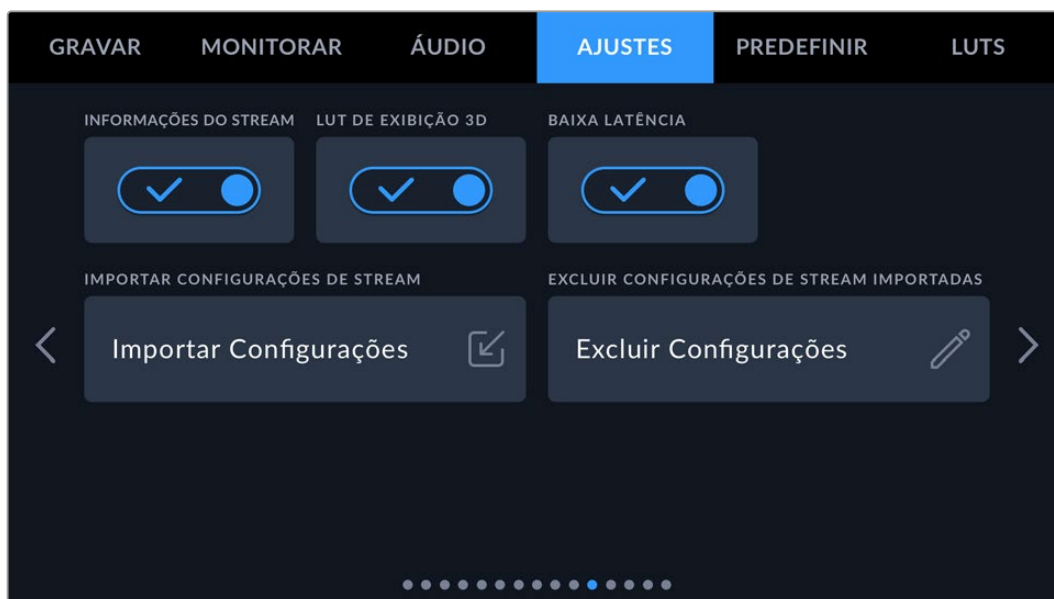 GRAVAR MONITORAR ÁUDIO AJUSTES PREDEFINIR LUTS
INFORMAÇÕES DO STREAM LUT DE EXIBIÇÃO 3D BAIXA LATÊNCIA
IMPORTAR CONFIGURAÇÕES DE STREAM EXCLUIR CONFIGURAÇÕES DE STREAM IMPORTADAS
Importar Configurações Excluir Configurações